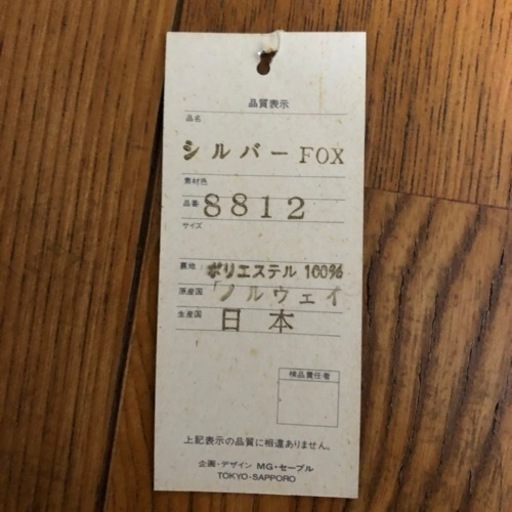 品質表示
品名
シルバーFOX
素材色
品番 8812
サイズ
裏地 ポリエステル 100%
原産国 ノルウェイ
生産国 日本
検品責任者
上記表示の品質に相違ありません。
企画・デザイン MG・セーブル
TOKYO-SAPPORO